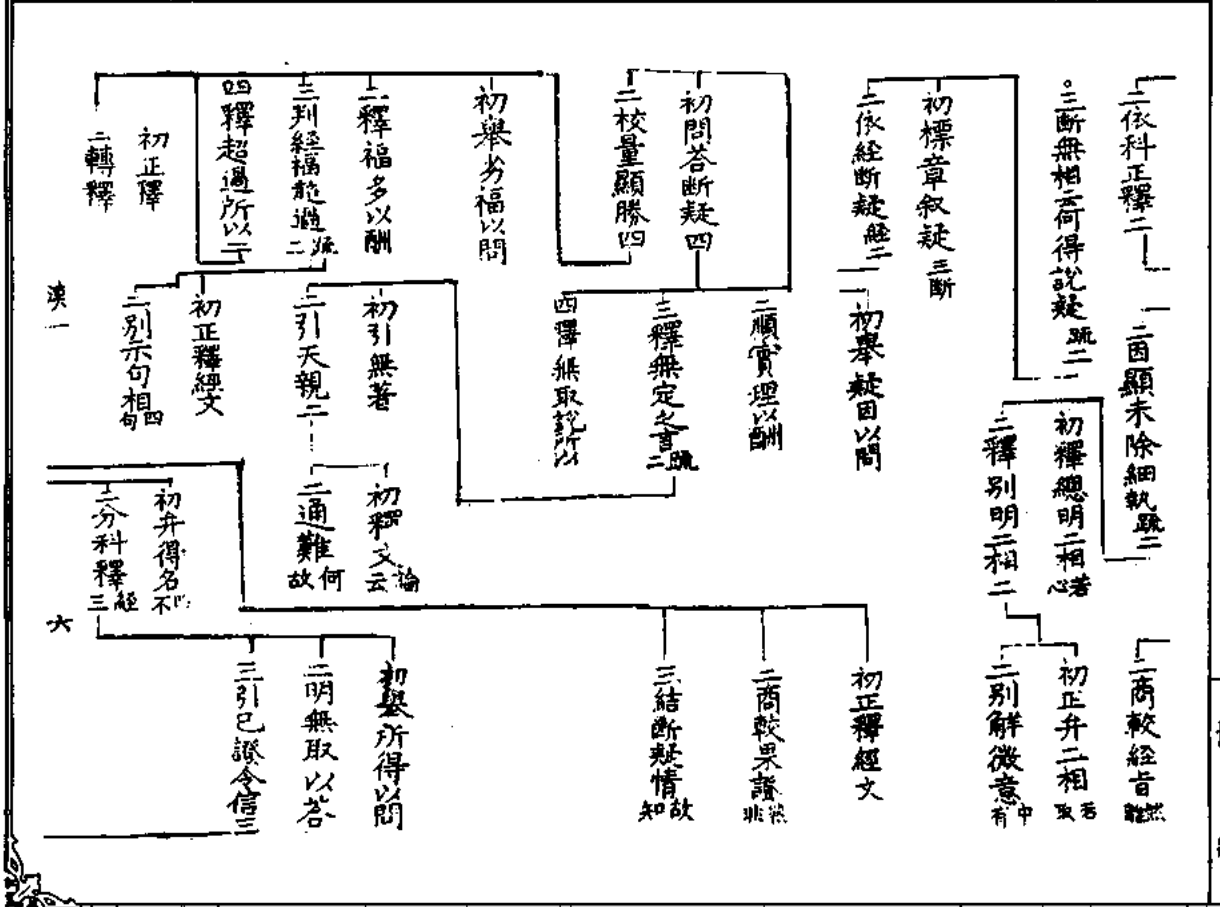 二依科正釋二
二因顯未除細執疏二
二商較經旨然雖
三斷無相云何得說疑疏二
初釋總明二相若心
二釋別明二相二
初正弁二相若取
二別解微意中有
初標章叙疑三斷
二依經斷疑經二
初舉疑因以問
二順實理以酬
初正釋經文
初問答斷疑四
三釋無定之言疏二
二商較果證
二校量顯勝四
四釋無取說所以
三結斷疑情故知
初舉劣福以問
二釋福多以酬
初引無著
初釋文論云
初舉所得以問
三判經福超過疏二
二引天親二
二通難何故
二明無取以答
四釋超過所以二
初正釋經文
三引已證令信三
初正釋
二別示句相四句
初弁得名
二轉釋
二分科釋經三
漠一
六